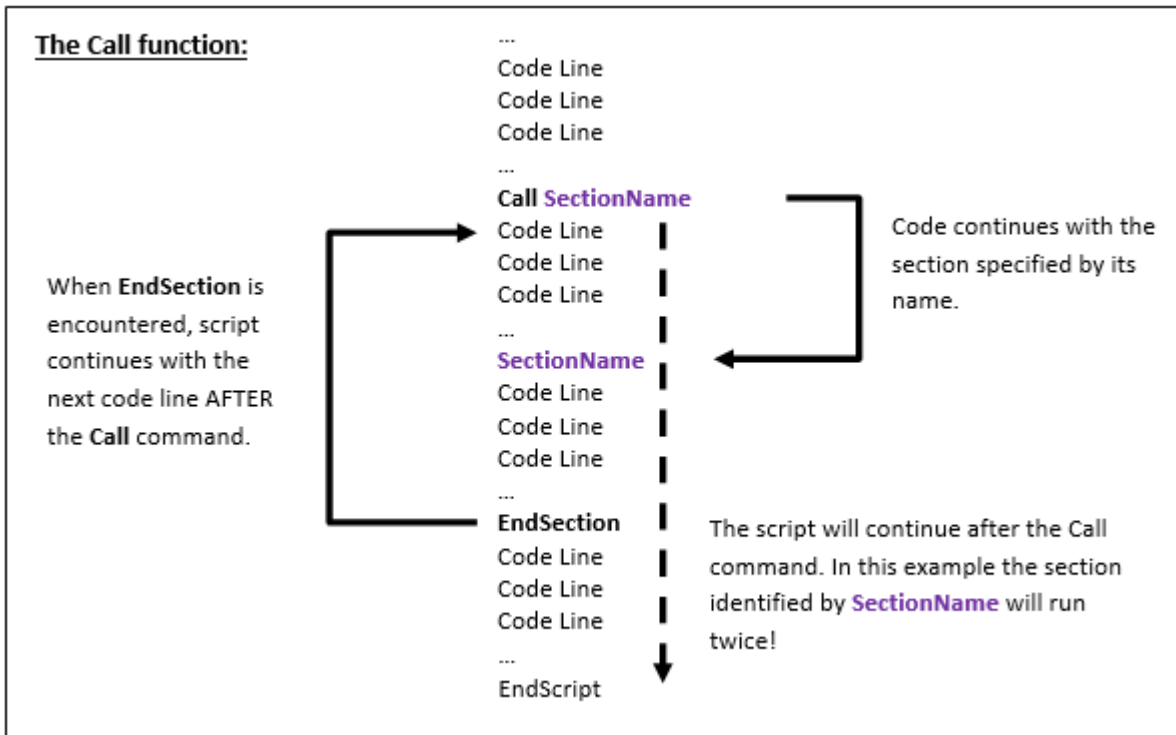 The Call function:
...
Code Line
Code Line
Code Line
...
Call SectionName
Code Line
Code Line
Code Line
...
SectionName
Code Line
Code Line
Code Line
...
EndSection
Code Line
Code Line
Code Line
...
EndScript
When EndSection is
encountered, script
continues with the
next code line AFTER
the Call command.
Code continues with the
section specified by its
name.
The script will continue after the Call
command. In this example the section
identified by SectionName will run
twice!